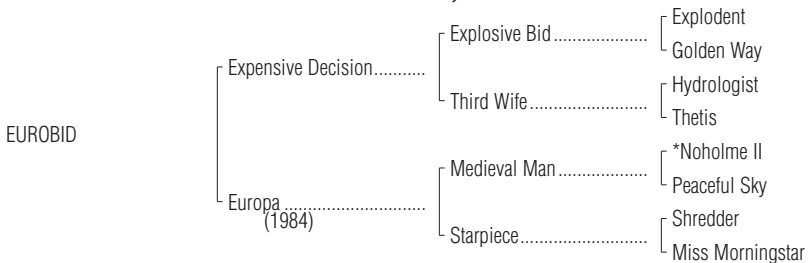 Explodent
Explosive Bid....................
Golden Way
Expensive Decision...........
Hydrologist
Third Wife.........................
Thetis
EUROBID
*Noholme II
Medieval Man...................
Peaceful Sky
Europa ..............................
(1984)
Shredder
Starpiece...........................
Miss Morningstar